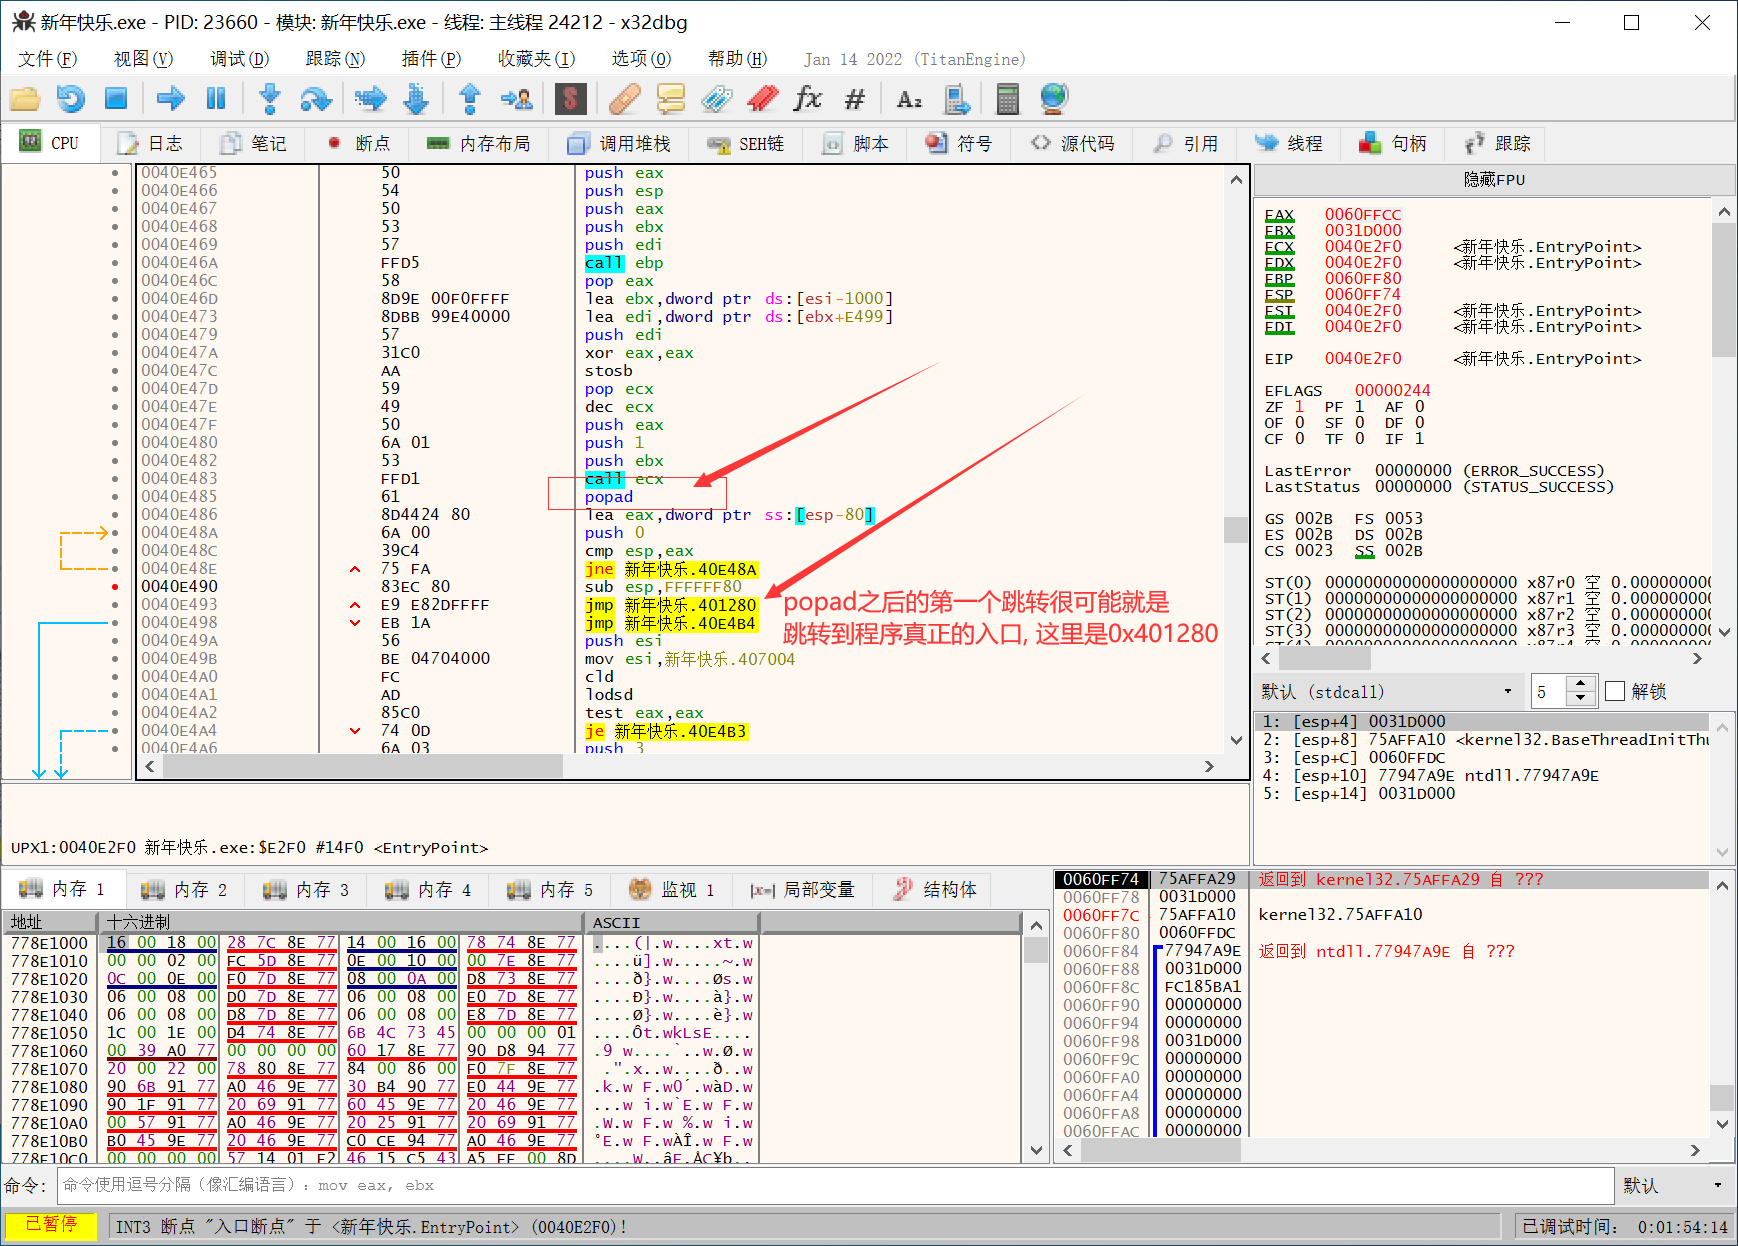 新年快乐.exe - PID: 23660 - 模块: 新年快乐.exe - 线程: 主线程 24212 - x32dbg
文件(F) 视图(V) 调试(D) 跟踪(N) 插件(P) 收藏夹(I) 选项(O) 帮助(H) Jan 14 2022 (TitanEngine)
CPU 日志 笔记 断点 内存布局 调用堆栈 SEH链 脚本 符号 源代码 引用 线程 句柄 跟踪
0040E465 50 push eax
0040E466 54 push esp
0040E467 50 push eax
0040E468 53 push ebx
0040E469 57 push edi
0040E46A FFD5 call ebp
0040E46C 58 pop eax
0040E46D 8D9E 00F0FFFF lea ebx,dword ptr ds:[esi-1000]
0040E473 8DBB 99E40000 lea edi,dword ptr ds:[ebx+E499]
0040E479 57 push edi
0040E47A 31C0 xor eax,eax
0040E47C AA stosb
0040E47D 59 pop ecx
0040E47E 49 dec ecx
0040E47F 50 push eax
0040E480 6A 01 push 1
0040E482 53 push ebx
0040E483 FFD1 call ecx
0040E485 61 popad
0040E486 8D4424 80 lea eax,dword ptr ss:[esp-80]
0040E48A 6A 00 push 0
0040E48C 39C4 cmp esp,eax
0040E48E 75 FA jne 新年快乐.40E48A
0040E490 83EC 80 sub esp,FFFFFF80
0040E493 E9 E82DFFFF jmp 新年快乐.401280
0040E498 EB 1A jmp 新年快乐.40E4B4
0040E49A 56 push esi
0040E49B BE 04704000 mov esi,新年快乐.407004
0040E4A0 FC cld
0040E4A1 AD lodsd
0040E4A2 85C0 test eax,eax
0040E4A4 74 0D je 新年快乐.40E4B3
0040E4A6 6A 03 push 3
popad之后的第一个跳转很可能就是
跳转到程序真正的入口, 这里是0x401280
UPX1:0040E2F0 新年快乐.exe:$E2F0 #14F0 <EntryPoint>
隐藏FPU
EAX 0060FFCC
EBX 0031D000
ECX 0040E2F0 <新年快乐.EntryPoint>
EDX 0040E2F0 <新年快乐.EntryPoint>
EBP 0060FF80
ESP 0060FF74
ESI 0040E2F0 <新年快乐.EntryPoint>
EDI 0040E2F0 <新年快乐.EntryPoint>
EIP 0040E2F0 <新年快乐.EntryPoint>
EFLAGS 00000244
ZF 1 PF 1 AF 0
OF 0 SF 0 DF 0
CF 0 TF 0 IF 1
LastError 00000000 (ERROR_SUCCESS)
LastStatus 00000000 (STATUS_SUCCESS)
GS 002B FS 0053
ES 002B DS 002B
CS 0023 SS 002B
ST(0) 00000000000000000000 x87r0 空 0.000000000
ST(1) 00000000000000000000 x87r1 空 0.000000000
ST(2) 00000000000000000000 x87r2 空 0.000000000
ST(3) 00000000000000000000 x87r3 空 0.000000000
默认 (stdcall) 5 解锁
1: [esp+4] 0031D000
2: [esp+8] 75AFFA10 <kernel32.BaseThreadInitThu
3: [esp+C] 0060FFDC
4: [esp+10] 77947A9E ntdll.77947A9E
5: [esp+14] 0031D000
内存 1 内存 2 内存 3 内存 4 内存 5 监视 1 [x=] 局部变量 结构体
地址 十六进制 ASCII
778E1000 16 00 18 00 28 7C 8E 77 14 00 16 00 78 74 8E 77 ....(|.w....xt.w
778E1010 00 00 02 00 FC 5D 8E 77 0E 00 10 00 00 7E 8E 77 ....ü].w.....~.w
778E1020 0C 00 0E 00 F0 7D 8E 77 08 00 0A 00 D8 73 8E 77 ....ð}.w....Øs.w
778E1030 06 00 08 00 D0 7D 8E 77 06 00 08 00 E0 7D 8E 77 ....Ð}.w....à}.w
778E1040 06 00 08 00 D8 7D 8E 77 06 00 08 00 E8 7D 8E 77 ....Ø}.w....è}.w
778E1050 1C 00 1E 00 D4 74 8E 77 6B 4C 73 45 00 00 00 01 ....Ôt.wkLsE....
778E1060 00 39 A0 77 00 00 00 00 60 17 8E 77 90 D8 94 77 .9 w....`..w.Ø.w
778E1070 20 00 22 00 78 80 8E 77 84 00 86 00 F0 7F 8E 77  .".x..w....ð..w
778E1080 90 6B 91 77 A0 46 9E 77 30 B4 90 77 E0 44 9E 77 .k.w F.w0´.wàD.w
778E1090 90 1F 91 77 20 69 91 77 60 45 9E 77 20 46 9E 77 ...w i.w`E.w F.w
778E10A0 00 57 91 77 A0 46 9E 77 20 25 91 77 20 69 91 77 .W.w F.w %.w i.w
778E10B0 B0 45 9E 77 20 46 9E 77 C0 CE 94 77 A0 46 9E 77 °E.w F.wÀÎ.w F.w
778E10C0 00 00 00 00 57 14 01 E2 46 15 C5 43 A5 FE 00 8D ....W..âF.ÅC¥þ..
0060FF74 75AFFA29 返回到 kernel32.75AFFA29 自 ???
0060FF78 0031D000
0060FF7C 75AFFA10 kernel32.75AFFA10
0060FF80 0060FFDC
0060FF84 77947A9E 返回到 ntdll.77947A9E 自 ???
0060FF88 0031D000
0060FF8C FC185BA1
0060FF90 00000000
0060FF94 00000000
0060FF98 0031D000
0060FF9C 00000000
0060FFA0 00000000
0060FFA4 00000000
0060FFA8 00000000
0060FFAC 00000000
命令: 命令使用逗号分隔（像汇编语言）: mov eax, ebx 默认
已暂停 INT3 断点 "入口断点" 于 <新年快乐.EntryPoint> (0040E2F0)! 已调试时间: 0:01:54:14